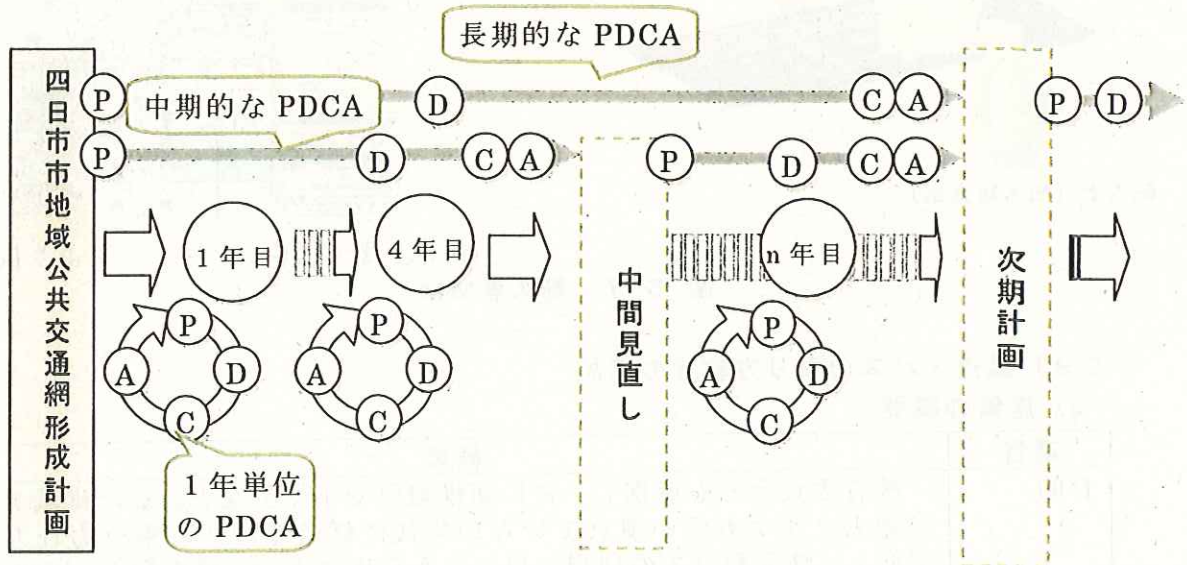 長期的な PDCA
四日市市地域公共交通網形成計画
P
中期的な PDCA
D
C A
P D
P
D
C A
P
D
C A
1 年目
4 年目
n 年目
中間見直し
次期計画
P
D
C
A
P
D
C
A
P
D
C
A
1 年単位
の PDCA